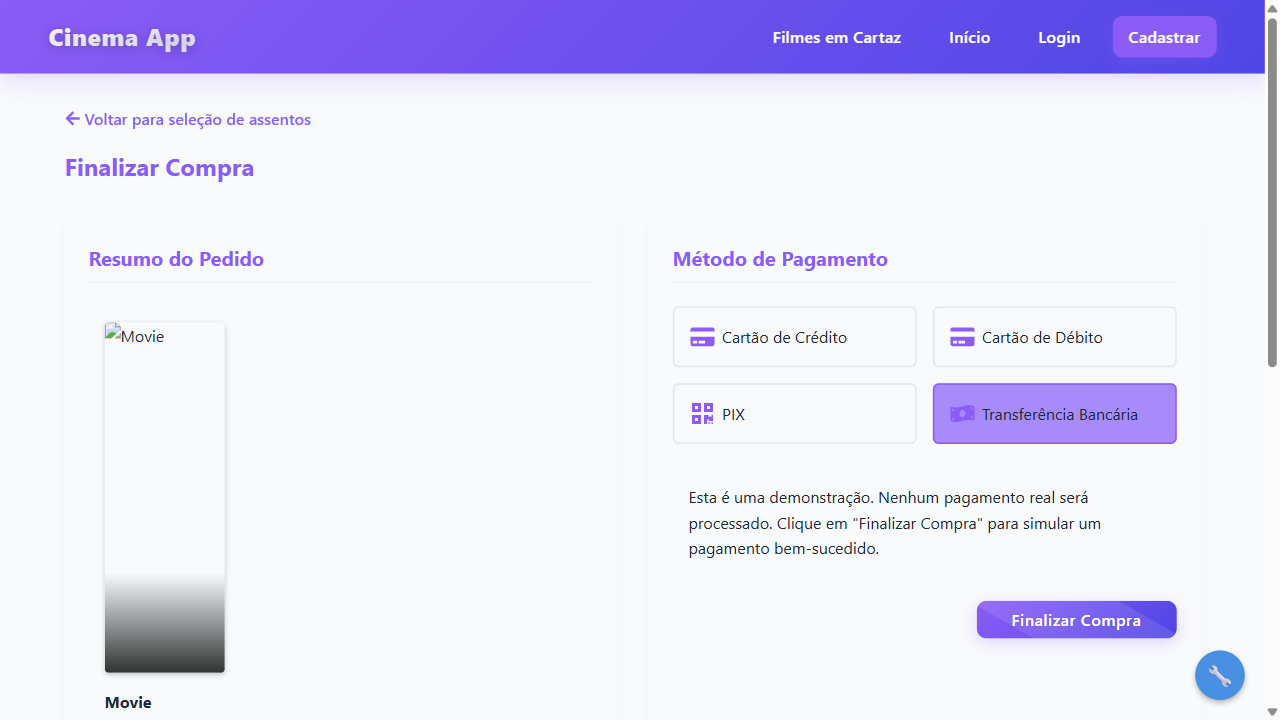 Cinema App
Filmes em Cartaz
Início
Login
Cadastrar
Voltar para seleção de assentos
Finalizar Compra
Resumo do Pedido
Movie
Movie
Método de Pagamento
Cartão de Crédito
Cartão de Débito
PIX
Transferência Bancária
Esta é uma demonstração. Nenhum pagamento real será
processado. Clique em "Finalizar Compra" para simular um
pagamento bem-sucedido.
Finalizar Compra